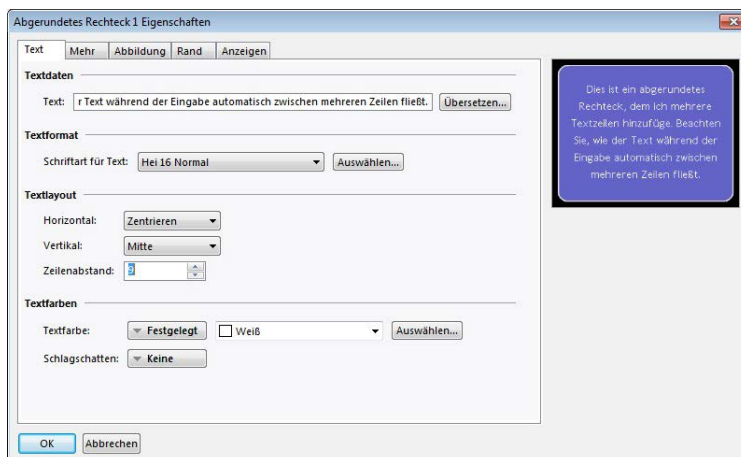 Abgerundetes Rechteck 1 Eigenschaften
Text Mehr Abbildung Rand Anzeigen
Textdaten
Text: r Text während der Eingabe automatisch zwischen mehreren Zeilen fließt. Übersetzen...
Textformat
Schriftart für Text: Hei 16 Normal Auswählen...
Textlayout
Horizontal: Zentrieren
Vertikal: Mitte
Zeilenabstand: 9
Textfarben
Textfarbe: Festgelegt Weiß Auswählen...
Schlagschatten: Keine
OK Abbrechen
Dies ist ein abgerundetes
Rechteck, dem ich mehrere
Textzeilen hinzufüge. Beachten
Sie, wie der Text während der
Eingabe automatisch zwischen
mehreren Zeilen fließt.